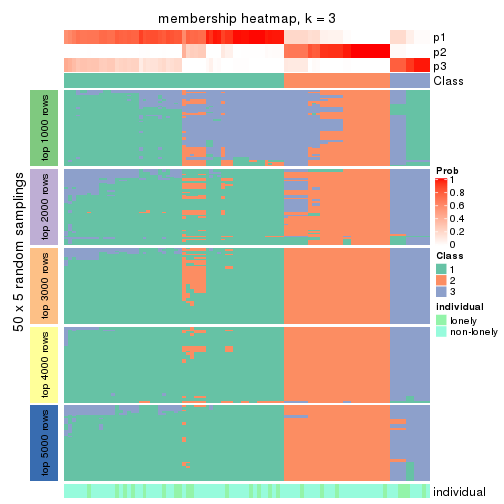 membership heatmap, k = 3
p1
p2
p3
Class
50 x 5 random samplings
top 1000 rows
top 2000 rows
top 3000 rows
top 4000 rows
top 5000 rows
individual
Prob
1
0.8
0.6
0.4
0.2
0
Class
1
2
3
individual
lonely
non-lonely